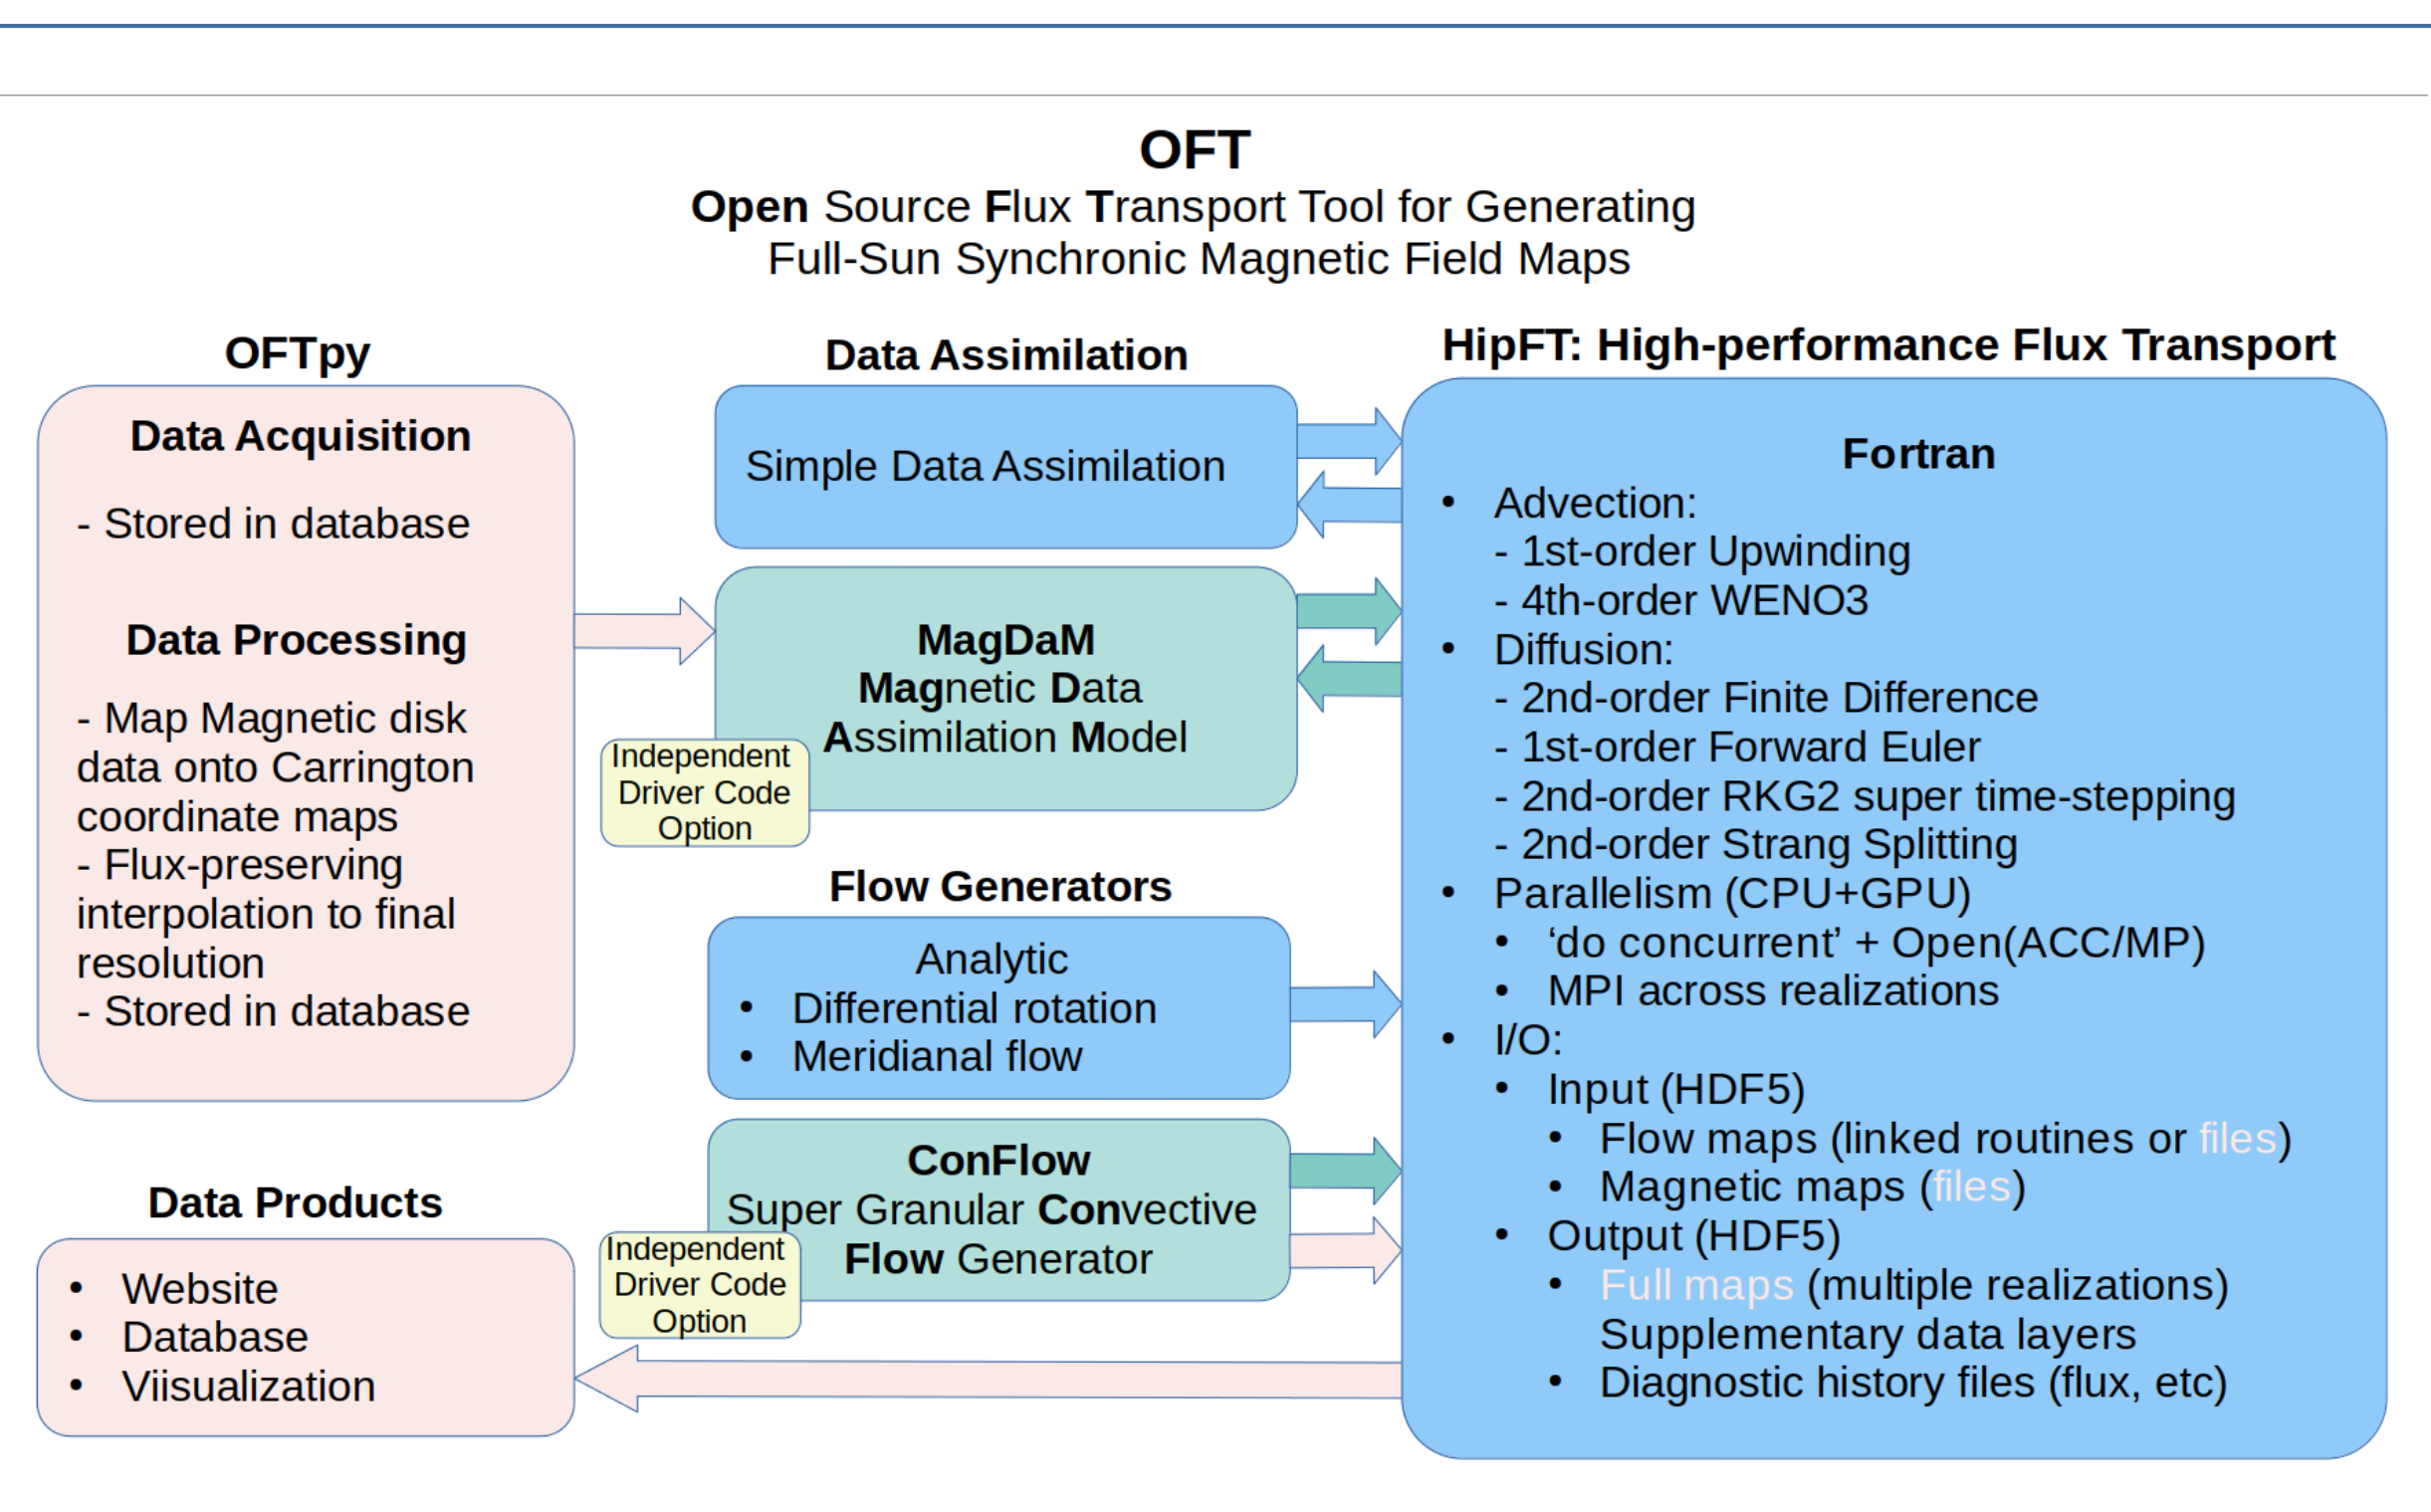 OFT
Open Source Flux Transport Tool for Generating
Full-Sun Synchronic Magnetic Field Maps
OFTpy
Data Acquisition
- Stored in database
Data Processing
- Map Magnetic disk
data onto Carrington
coordinate maps
- Flux-preserving
interpolation to final
resolution
- Stored in database
Data Products
• Website
• Database
• Viisualization
Data Assimilation
Simple Data Assimilation
MagDaM
Magnetic Data
Assimilation Model
Independent
Driver Code
Option
Flow Generators
Analytic
• Differential rotation
• Meridianal flow
ConFlow
Super Granular Convective
Flow Generator
Independent
Driver Code
Option
HipFT: High-performance Flux Transport
Fortran
• Advection:
- 1st-order Upwinding
- 4th-order WENO3
• Diffusion:
- 2nd-order Finite Difference
- 1st-order Forward Euler
- 2nd-order RKG2 super time-stepping
- 2nd-order Strang Splitting
• Parallelism (CPU+GPU)
• ‘do concurrent’ + Open(ACC/MP)
• MPI across realizations
• I/O:
• Input (HDF5)
• Flow maps (linked routines or files)
• Magnetic maps (files)
• Output (HDF5)
• Full maps (multiple realizations)
Supplementary data layers
• Diagnostic history files (flux, etc)